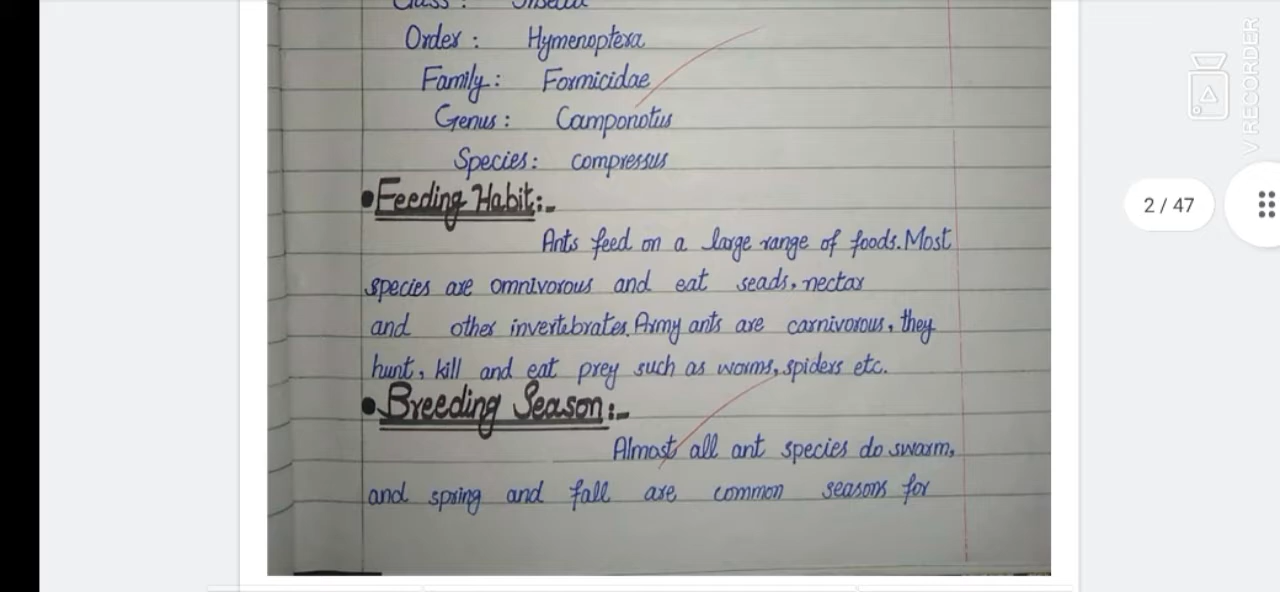 Order : Hymenoptera
Family : Formicidae
Genus : Camponotus
Species : compressus
•Feeding Habit:-
Ants feed on a large range of foods. Most
species are omnivorous and eat seads, nectar
and other invertebrates. Army ants are carnivorous, they
hunt, kill and eat prey such as worms, spiders etc.
•Breeding Season:-
Almost all ant species do swarm,
and spring and fall are common seasons for
2 / 47
V RECORDER